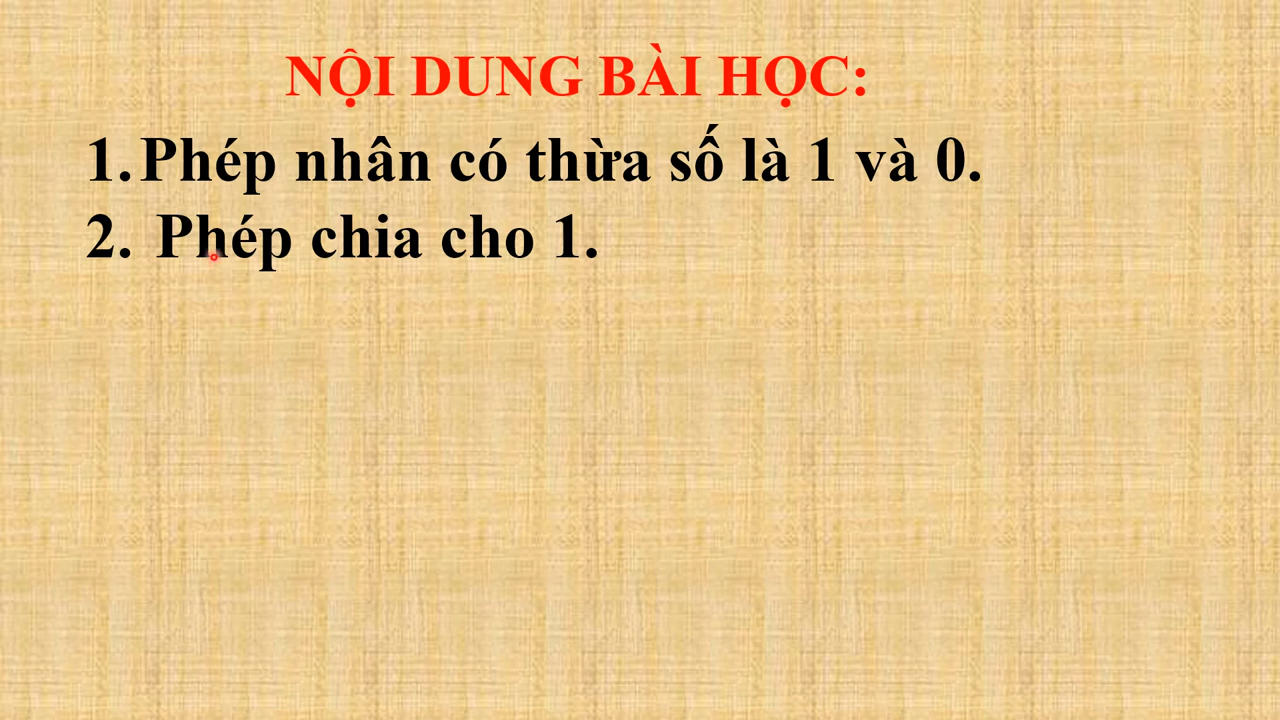 NỘI DUNG BÀI HỌC:
1. Phép nhân có thừa số là 1 và 0.
2. Phép chia cho 1.